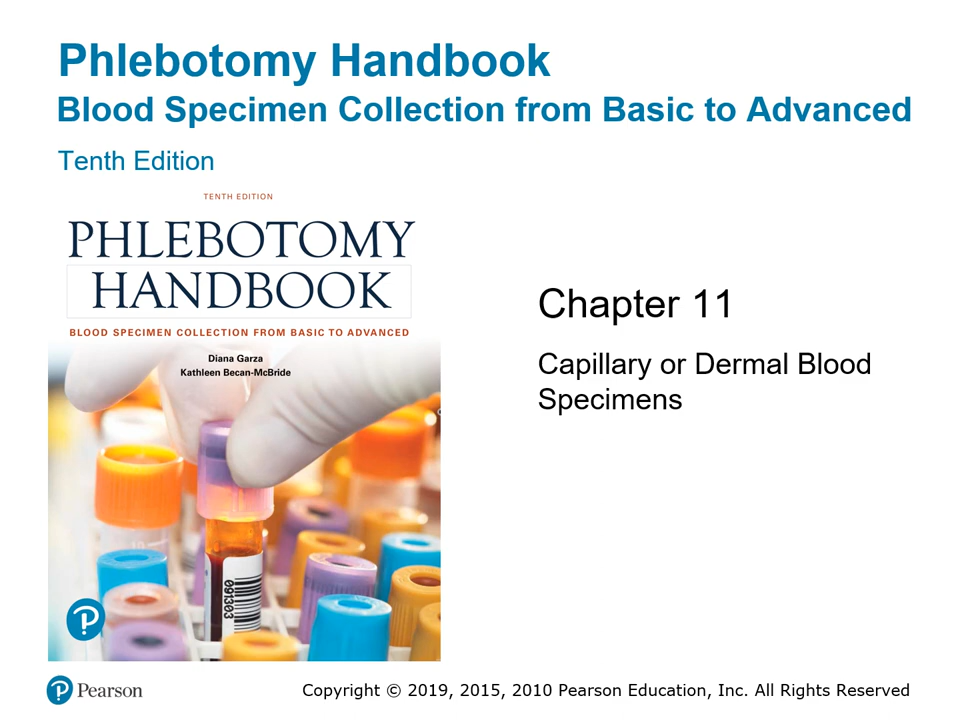 Phlebotomy Handbook
Blood Specimen Collection from Basic to Advanced
Tenth Edition
TENTH EDITION
PHLEBOTOMY
HANDBOOK
BLOOD SPECIMEN COLLECTION FROM BASIC TO ADVANCED
Diana Garza
Kathleen Becan-McBride
091303
P
Chapter 11
Capillary or Dermal Blood
Specimens
P Pearson
Copyright © 2019, 2015, 2010 Pearson Education, Inc. All Rights Reserved